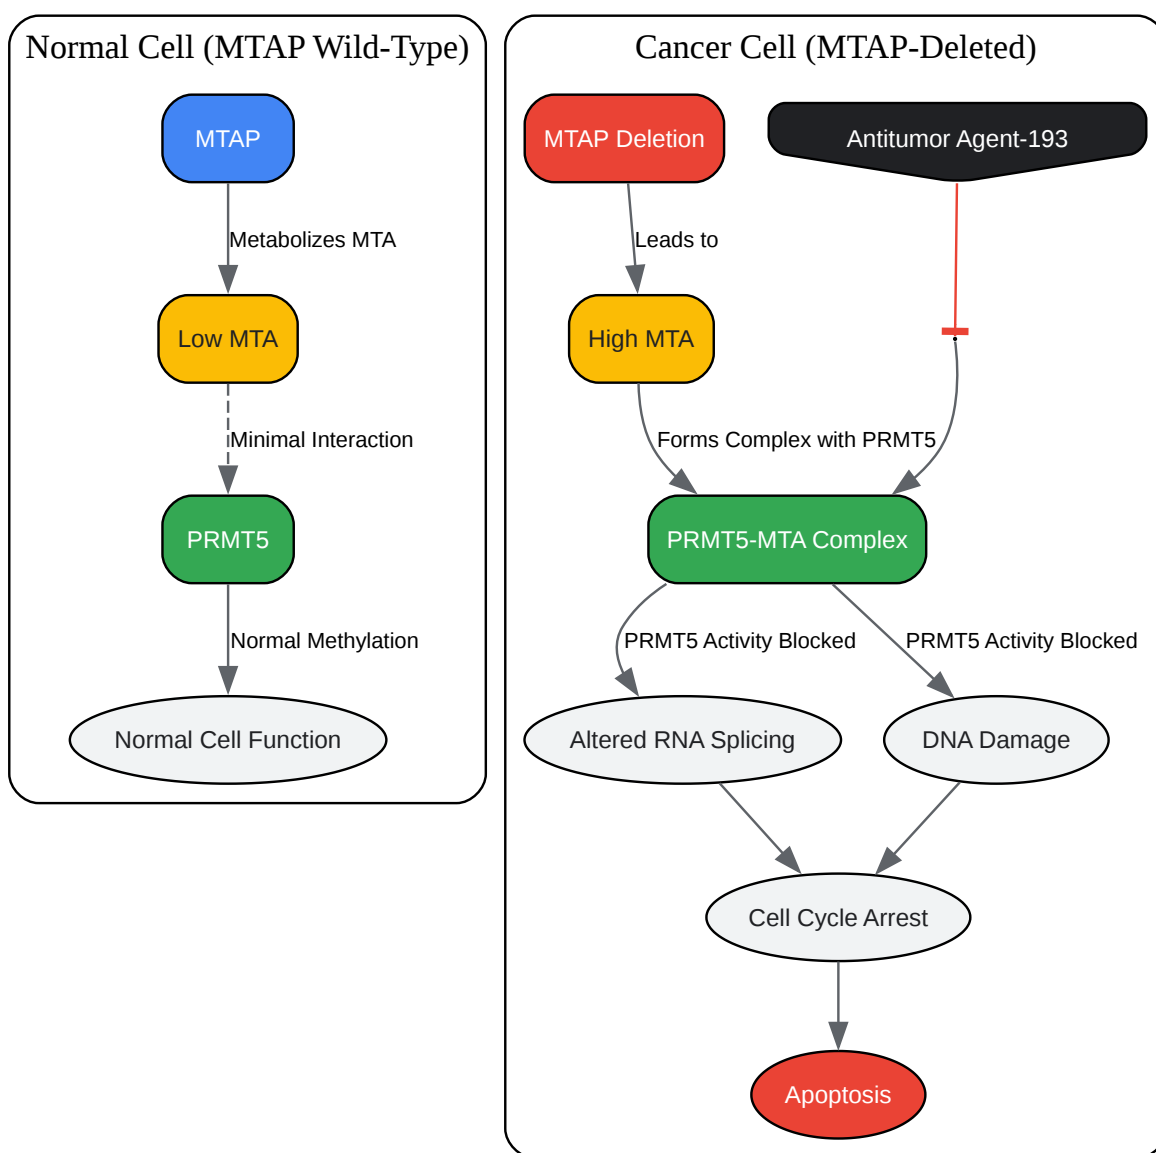 Normal Cell (MTAP Wild-Type)
MTAP
Metabolizes MTA
Low MTA
Minimal Interaction
PRMT5
Normal Methylation
Normal Cell Function
Cancer Cell (MTAP-Deleted)
MTAP Deletion
Antitumor Agent-193
Leads to
High MTA
Forms Complex with PRMT5
PRMT5-MTA Complex
PRMT5 Activity Blocked
PRMT5 Activity Blocked
Altered RNA Splicing
DNA Damage
Cell Cycle Arrest
Apoptosis